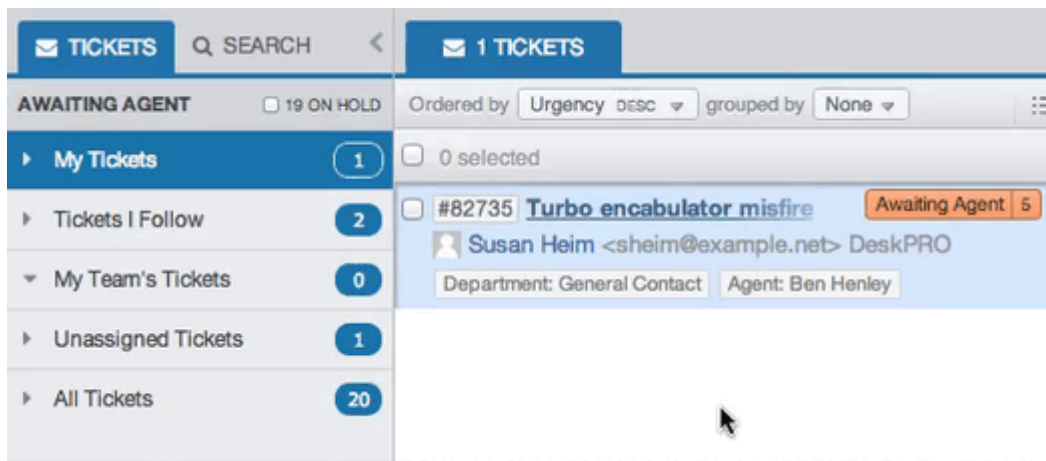 TICKETS
SEARCH
AWAITING AGENT
19 ON HOLD
My Tickets 1
Tickets I Follow 2
My Team's Tickets 0
Unassigned Tickets 1
All Tickets 20
1 TICKETS
Ordered by Urgency DESC grouped by None
0 selected
#82735 Turbo encabulator misfire Awaiting Agent 5
Susan Heim <sheim@example.net> DeskPRO
Department: General Contact Agent: Ben Henley